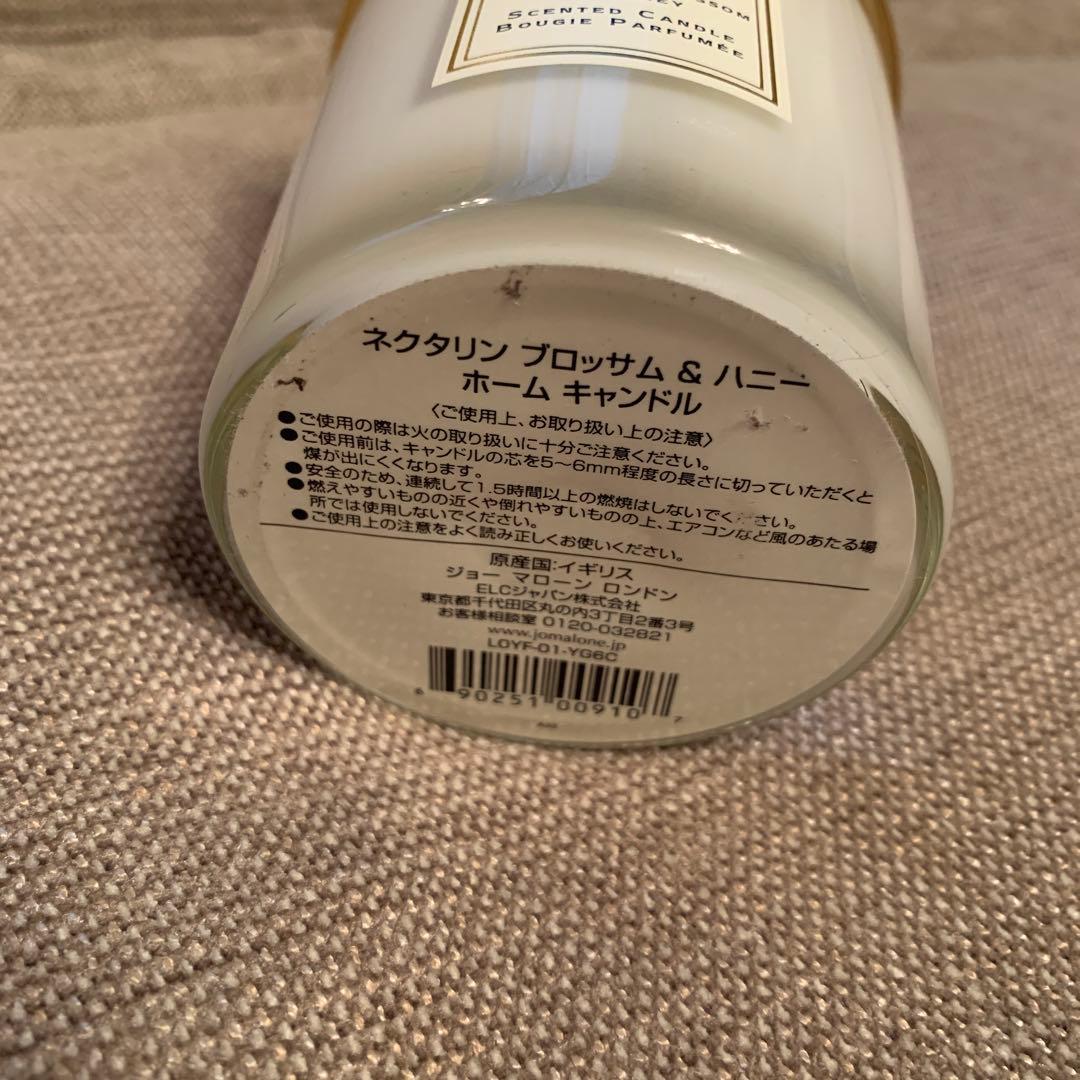 SSOM
EY
SCENTED CANDLE
BOUGIE PARFUMÉE
ネクタリン ブロッサム & ハニー
ホーム キャンドル
〈ご使用上、お取り扱い上の注意〉
●ご使用の際は火の取り扱いに十分ご注意ください。
●ご使用前は、キャンドルの芯を5〜6mm程度の長さに切っていただくと
煤が出にくくなります。
●安全のため、連続して1.5時間以上の燃焼はしないでください。
●燃えやすいものの近くや倒れやすいものの上、エアコンなど風のあたる場
所では使用しないでください。
●ご使用上の注意をよく読み正しくお使いください。
原産国:イギリス
ジョー マローン ロンドン
ELCジャパン株式会社
東京都千代田区丸の内3丁目2番3号
お客様相談室 0120-032821
www.jomalone.jp
L0YF-01-YG6C
6 90251 00910 7